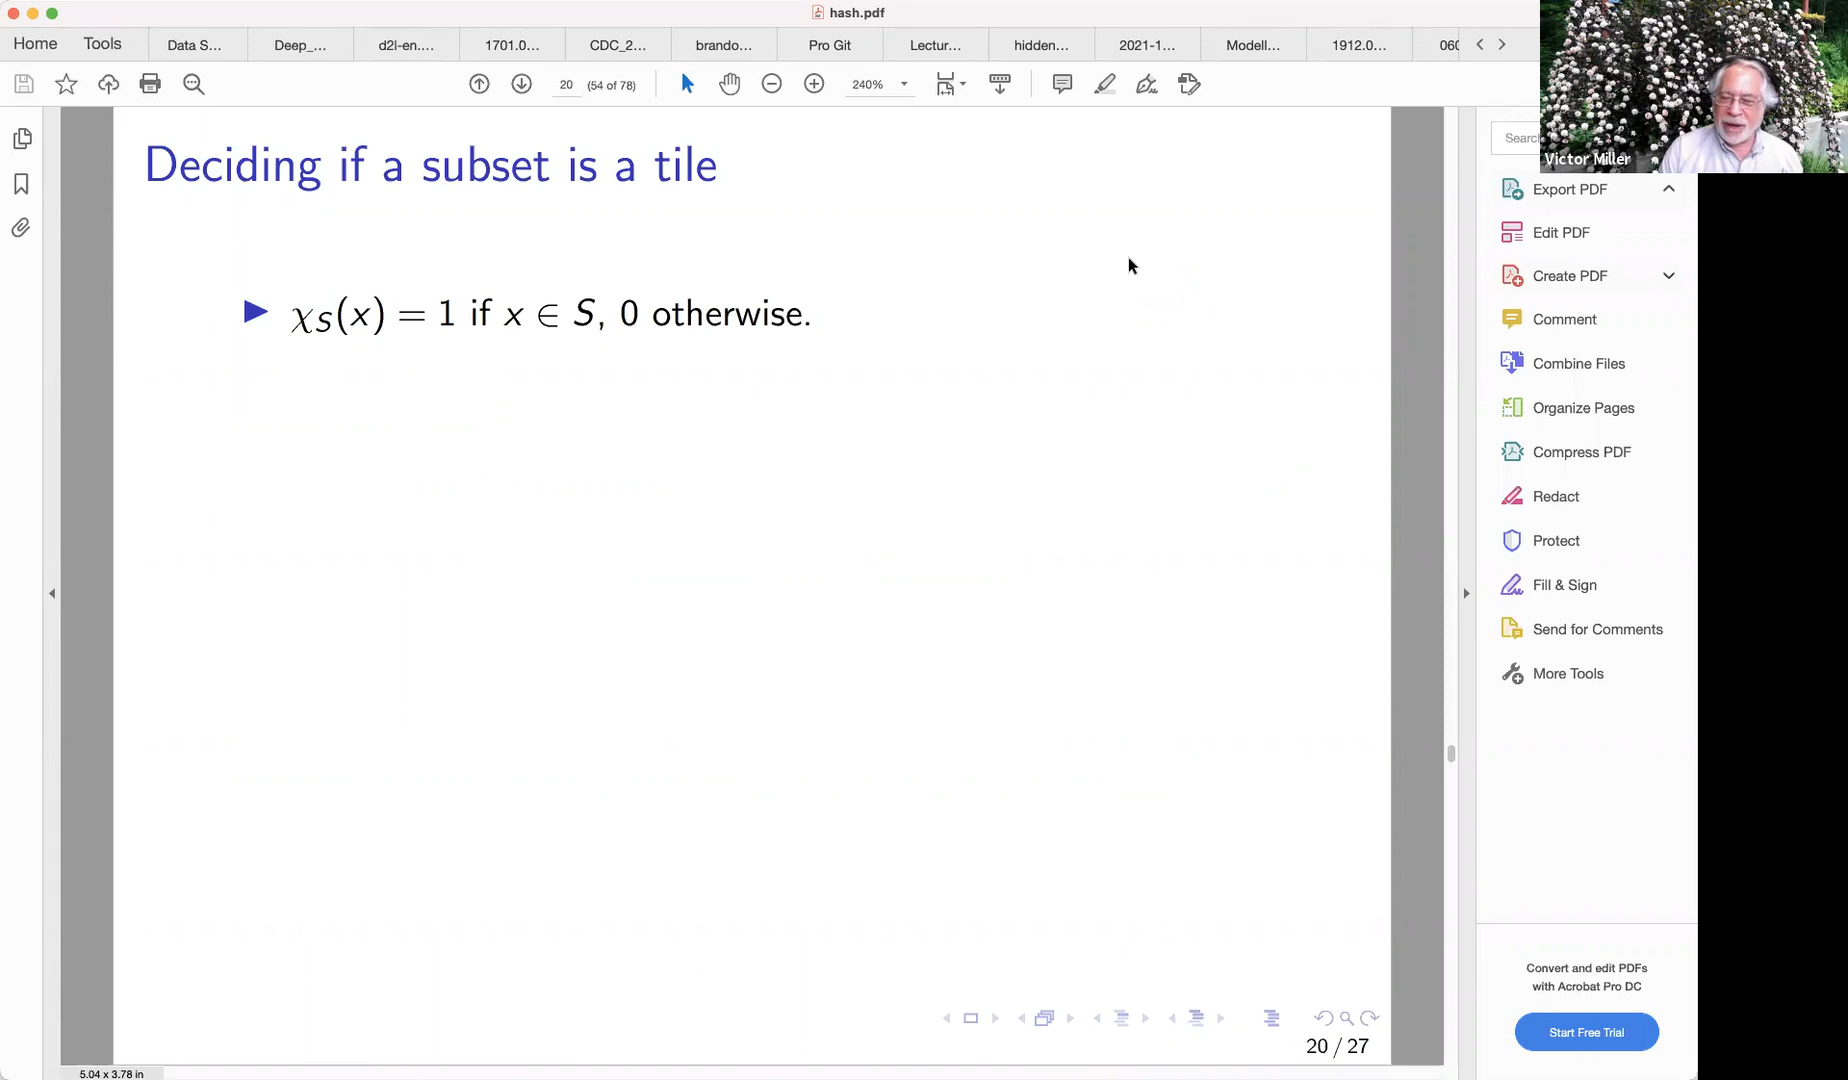 hash.pdf
Home Tools Data S... Deep_... d2l-en.... 1701.0... CDC_2... brando... Pro Git Lectur... hidden... 2021-1... Modell... 1912.0... 060
20 (54 of 78) 240%
Deciding if a subset is a tile
▶ χS(x) = 1 if x ∈ S, 0 otherwise.
20 / 27
5.04 x 3.78 in
Searc
Victor Miller
Export PDF
Edit PDF
Create PDF
Comment
Combine Files
Organize Pages
Compress PDF
Redact
Protect
Fill & Sign
Send for Comments
More Tools
Convert and edit PDFs
with Acrobat Pro DC
Start Free Trial